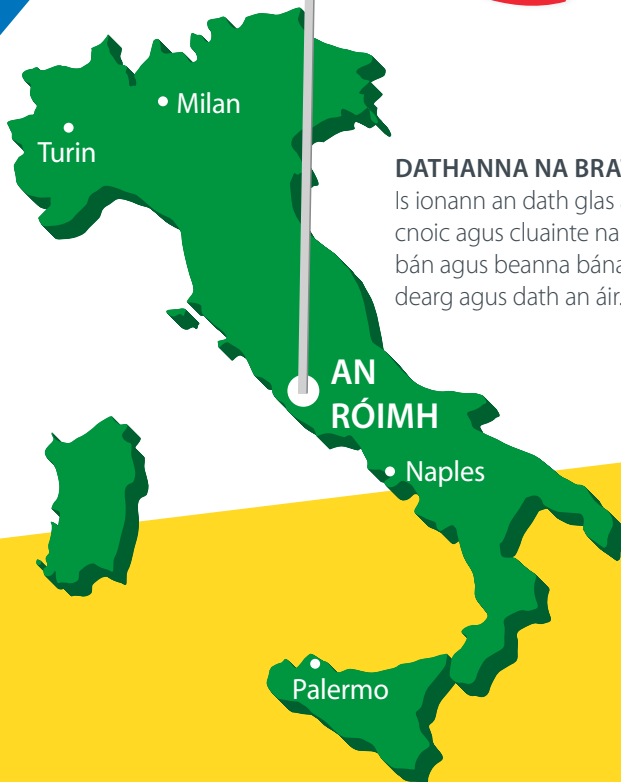 Milan
Turin
DATHANNA NA
Is ionann an dath glas
cnoic agus cluainte na
bán agus beanna bána
dearg agus dath an áir.
AN
RÓIMH
Naples
Palermo